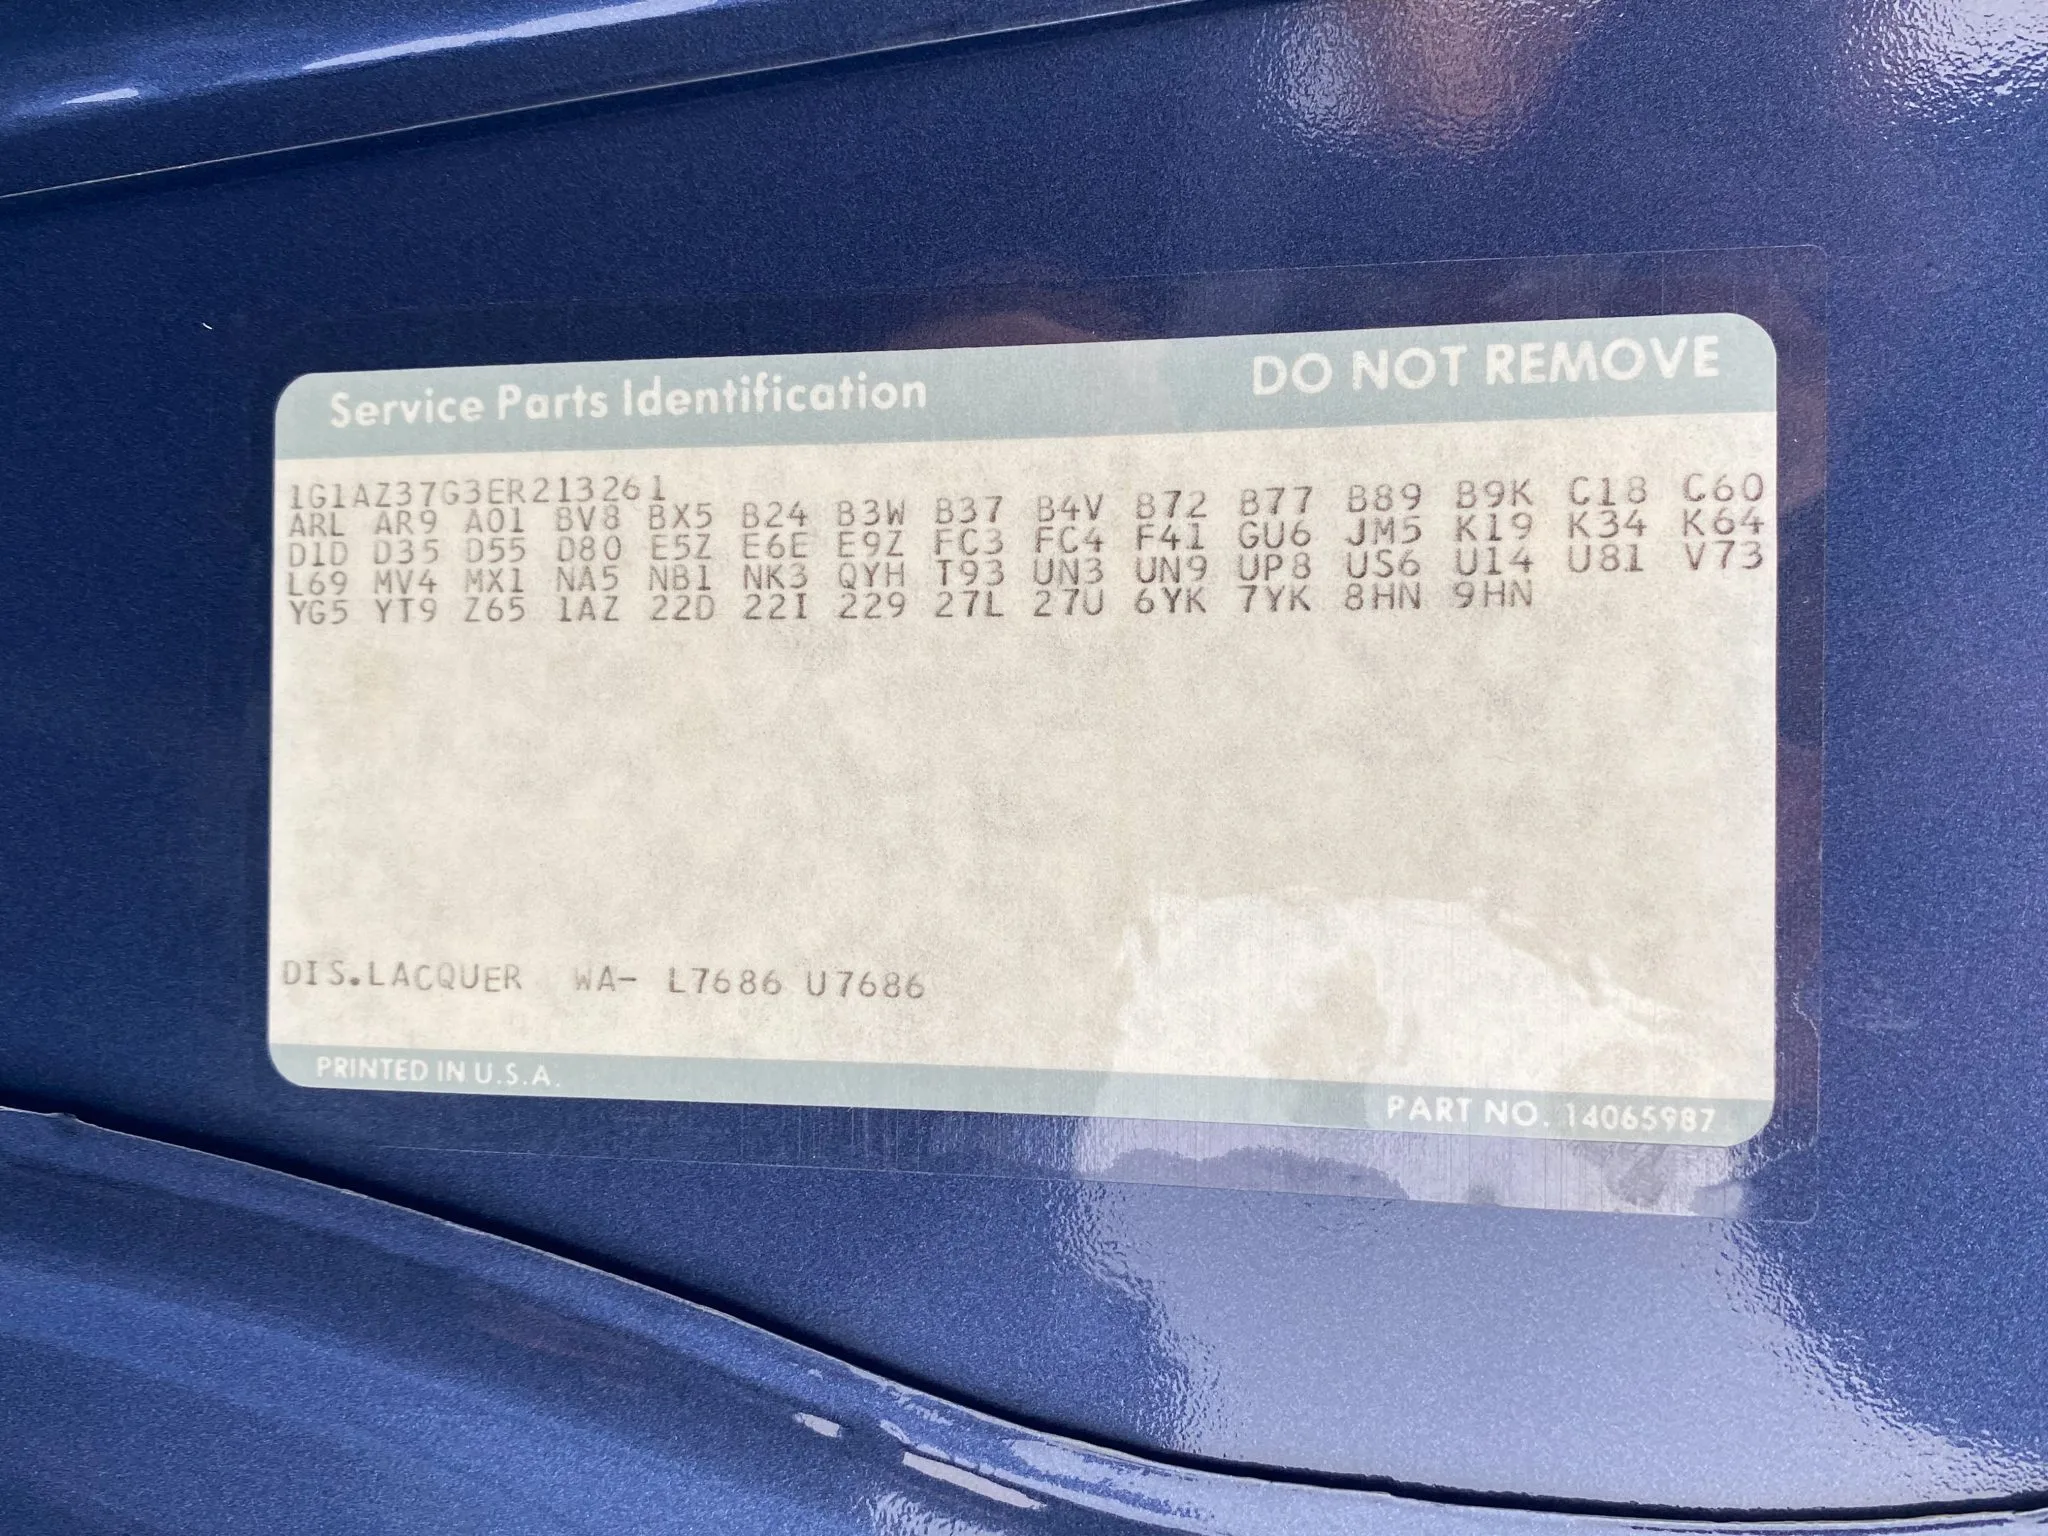 Service Parts Identification DO NOT REMOVE
1G1AZ37G3ER213261
ARL AR9 A01 BV8 BX5 B24 B3W B37 B4V B72 B77 B89 B9K C18 C60
D1D D35 D55 D80 E5Z E6E E9Z FC3 FC4 F41 GU6 JM5 K19 K34 K64
L69 MV4 MX1 NA5 NB1 NK3 QYH T93 UN3 UN9 UP8 US6 U14 U81 V73
YG5 YT9 Z65 1AZ 22D 22I 229 27L 27U 6YK 7YK 8HN 9HN
DIS.LACQUER WA- L7686 U7686
PRINTED IN U.S.A.
PART NO. 14065987